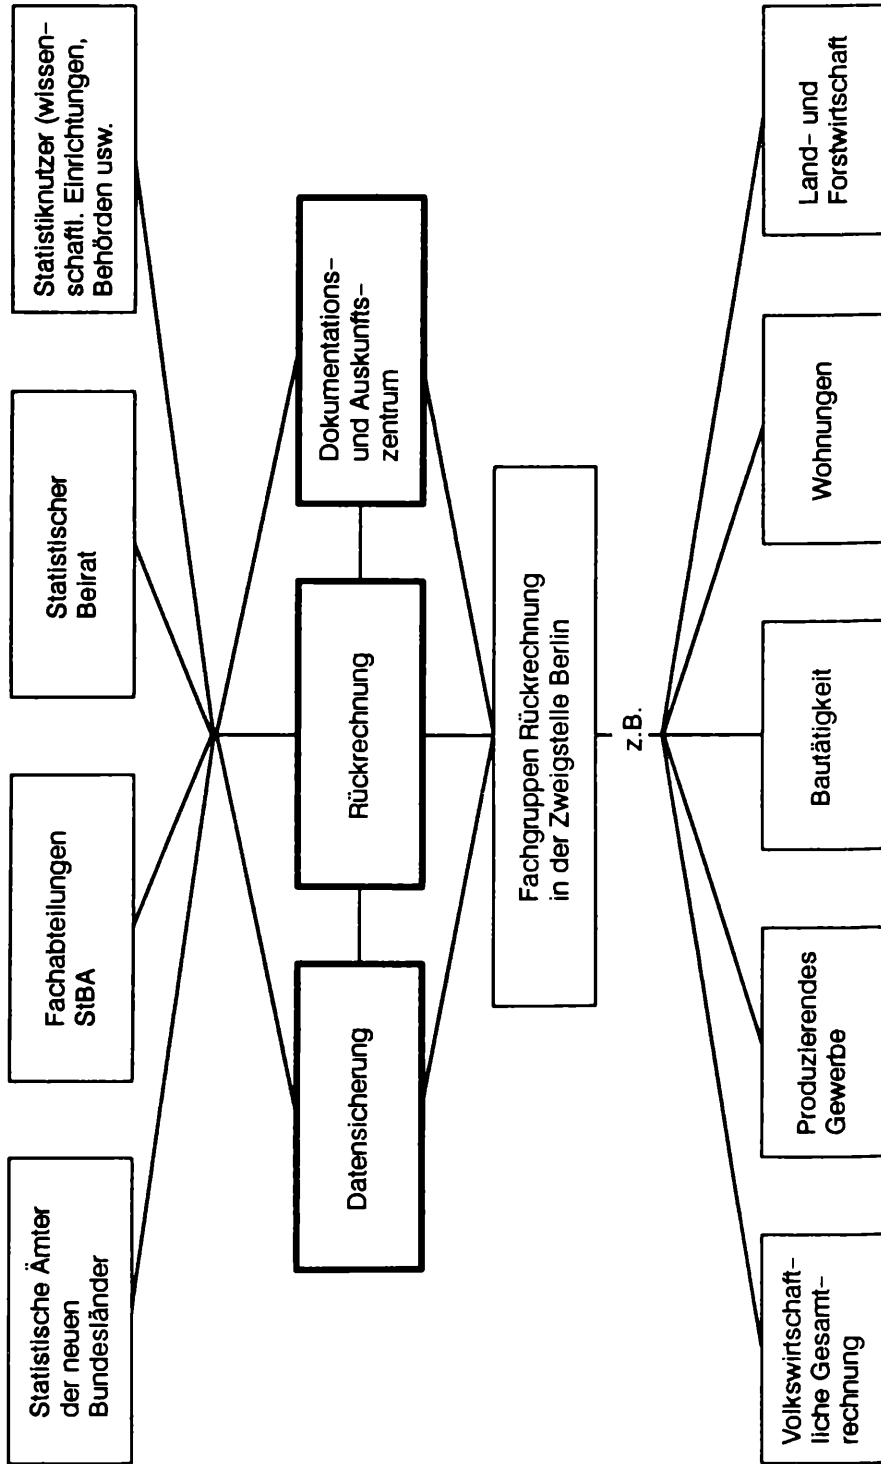 Statistische Ämter
der neuen
Bundesländer
Fachabteilungen
StBA
Statistischer
Beirat
Statistiknutzer (wissen-
schaftl. Einrichtungen,
Behörden usw.
Datensicherung
Rückrechnung
Dokumentations-
und Auskunfts-
zentrum
Fachgruppen Rückrechnung
in der Zweigstelle Berlin
z.B.
Volkswirtschaft-
liche Gesamt-
rechnung
Produzierendes
Gewerbe
Bautätigkeit
Wohnungen
Land- und
Forstwirtschaft